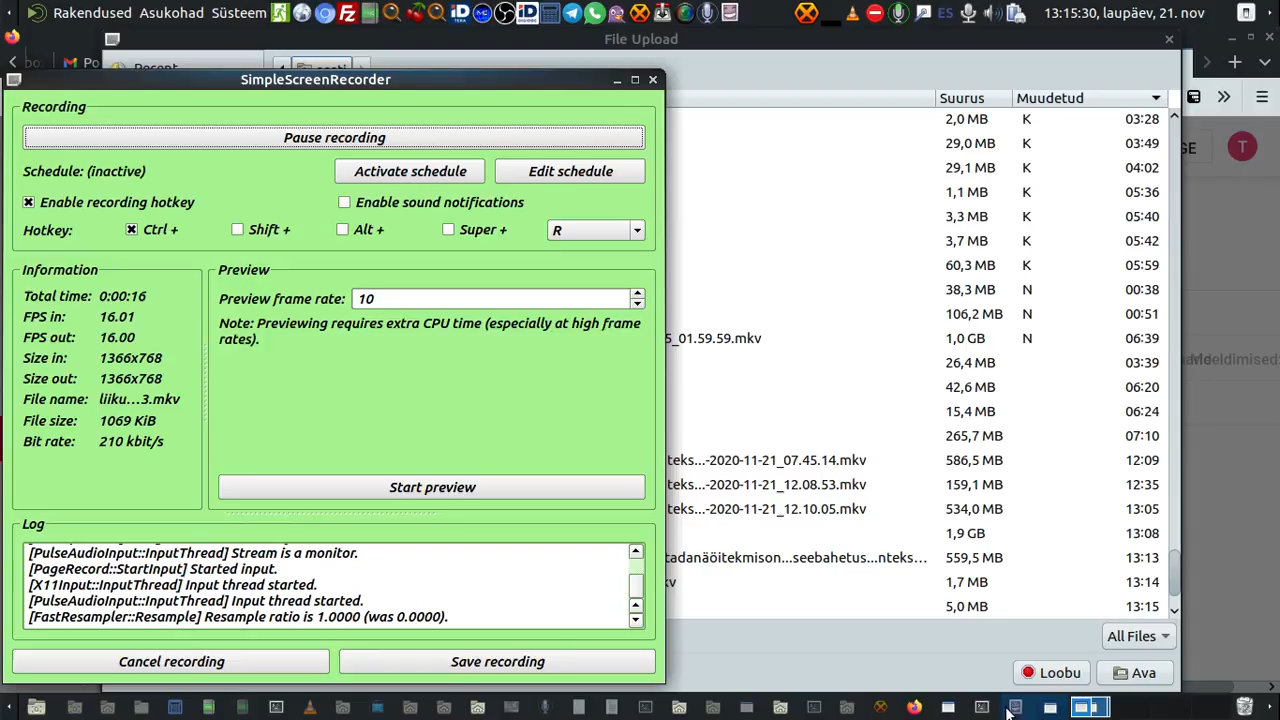 Rakendused Asukohad Süsteem
ES
13:15:30, laupäev, 21. nov
File Upload
Recent
SimpleScreenRecorder
Recording
Pause recording
Schedule: (inactive)
Activate schedule
Edit schedule
Enable recording hotkey
Enable sound notifications
Hotkey:
Ctrl +
Shift +
Alt +
Super +
R
Information
Total time: 0:00:16
FPS in: 16.01
FPS out: 16.00
Size in: 1366x768
Size out: 1366x768
File name: liiku...3.mkv
File size: 1069 KiB
Bit rate: 210 kbit/s
Preview
Preview frame rate: 10
Note: Previewing requires extra CPU time (especially at high frame
rates).
Start preview
Log
[PulseAudioInput::InputThread] Stream is a monitor.
[PageRecord::StartInput] Started input.
[X11Input::InputThread] Input thread started.
[PulseAudioInput::InputThread] Input thread started.
[FastResampler::Resample] Resample ratio is 1.0000 (was 0.0000).
Cancel recording
Save recording
Suurus Muudetud
2,0 MB K 03:28
29,0 MB K 03:49
29,1 MB K 04:02
1,1 MB K 05:36
3,3 MB K 05:40
3,7 MB K 05:42
60,3 MB K 05:59
38,3 MB N 00:38
106,2 MB N 00:51
5_01.59.59.mkv 1,0 GB N 06:39
26,4 MB 03:39
42,6 MB 06:20
15,4 MB 06:24
265,7 MB 07:10
teks...-2020-11-21_07.45.14.mkv 586,5 MB 12:09
teks...-2020-11-21_12.08.53.mkv 159,1 MB 12:35
teks...-2020-11-21_12.10.05.mkv 534,0 MB 13:05
1,9 GB 13:08
tadanäöitekmison...seebahetus...nteks... 559,5 MB 13:13
kv 1,7 MB 13:14
5,0 MB 13:15
All Files
Loobu
Ava
SE
T